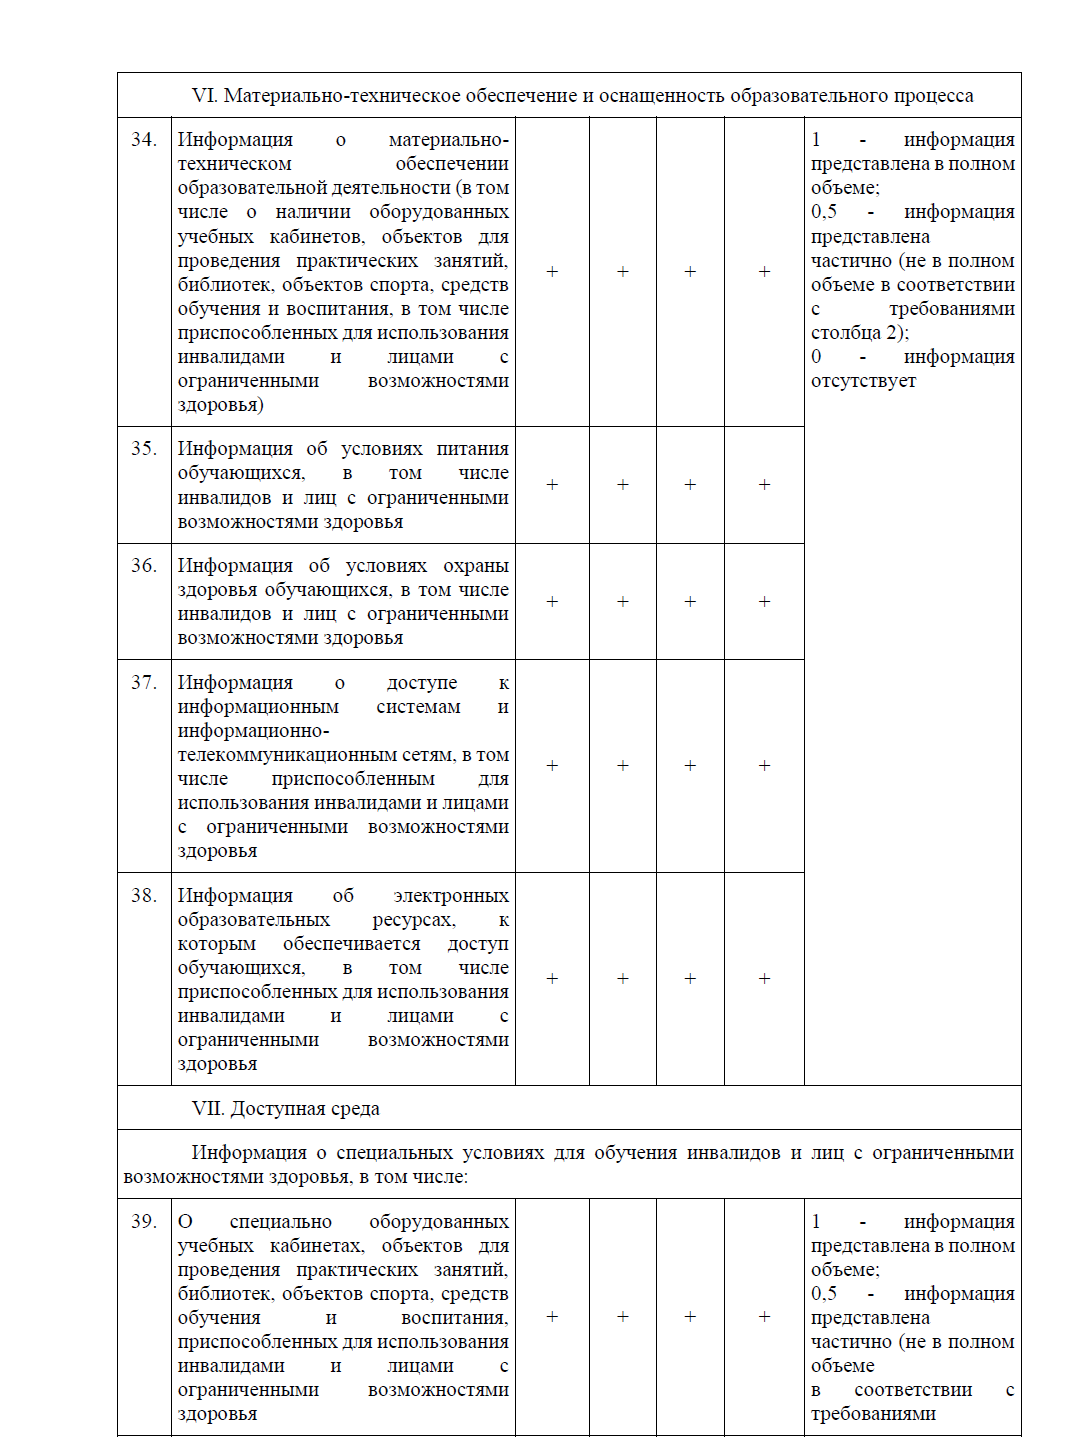 VI. Материально-техническое обеспечение и оснащенность образовательного процесса
34.
Информация о материально-
техническом обеспечении
образовательной деятельности (в том
числе о наличии оборудованных
учебных кабинетов, объектов для
проведения практических занятий,
библиотек, объектов спорта, средств
обучения и воспитания, в том числе
приспособленных для использования
инвалидами и лицами с
ограниченными возможностями
здоровья)
+ + + +
1 - информация
представлена в полном
объеме;
0,5 - информация
представлена
частично (не в полном
объеме в соответствии
с требованиями
столбца 2);
0 - информация
отсутствует
35.
Информация об условиях питания
обучающихся, в том числе
инвалидов и лиц с ограниченными
возможностями здоровья
+ + + +
36.
Информация об условиях охраны
здоровья обучающихся, в том числе
инвалидов и лиц с ограниченными
возможностями здоровья
+ + + +
37.
Информация о доступе к
информационным системам и
информационно-
телекоммуникационным сетям, в том
числе приспособленным для
использования инвалидами и лицами
с ограниченными возможностями
здоровья
+ + + +
38.
Информация об электронных
образовательных ресурсах, к
которым обеспечивается доступ
обучающихся, в том числе
приспособленных для использования
инвалидами и лицами с
ограниченными возможностями
здоровья
+ + + +
VII. Доступная среда
Информация о специальных условиях для обучения инвалидов и лиц с ограниченными
возможностями здоровья, в том числе:
39.
О специально оборудованных
учебных кабинетах, объектов для
проведения практических занятий,
библиотек, объектов спорта, средств
обучения и воспитания,
приспособленных для использования
инвалидами и лицами с
ограниченными возможностями
здоровья
+ + + +
1 - информация
представлена в полном
объеме;
0,5 - информация
представлена
частично (не в полном
объеме
в соответствии с
требованиями